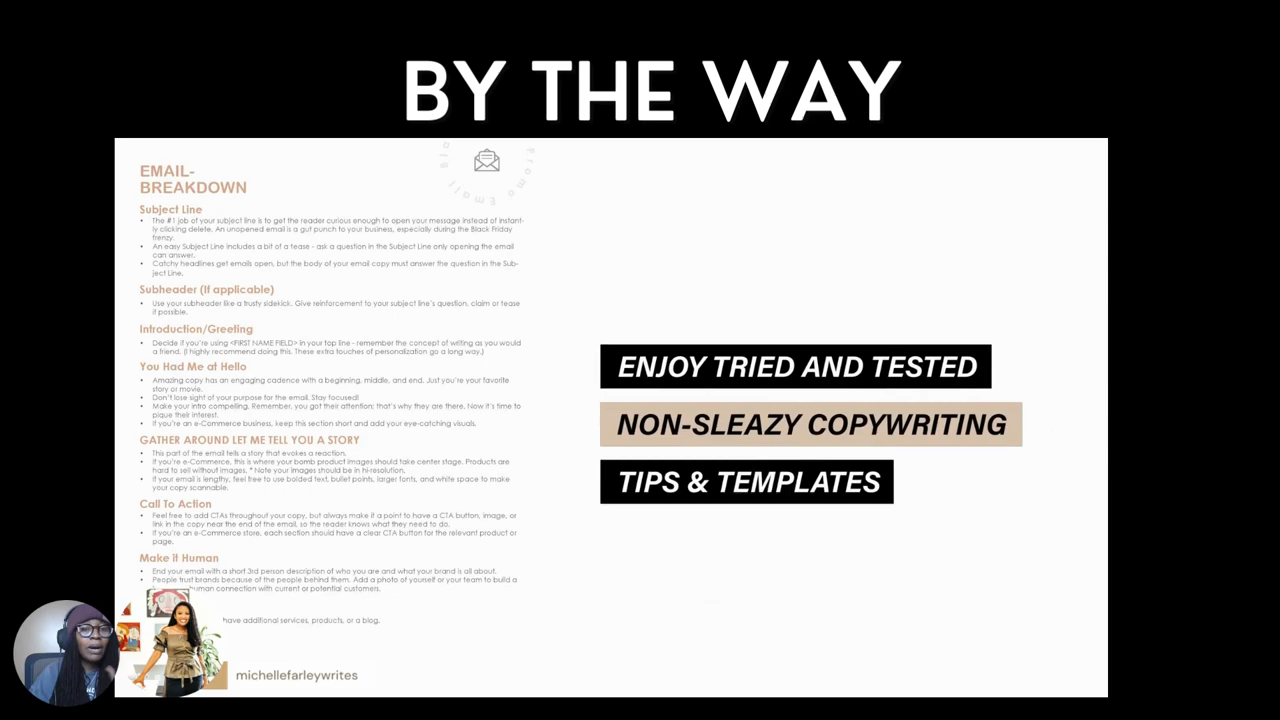 BY THE WAY
EMAIL-
BREAKDOWN
Subject Line
• The #1 job of your subject line is to get the reader curious enough to open your message instead of instant-
ly clicking delete. An unopened email is a gut punch to your business, especially during the Black Friday
frenzy.
• An easy Subject Line includes a bit of a tease - ask a question in the Subject Line only opening the email
can answer.
• Catchy headlines get emails open, but the body of your email copy must answer the question in the Sub-
ject Line.
Subheader (If applicable)
• Use your subheader like a trusty sidekick. Give reinforcement to your subject line's question, claim or tease
if possible.
Introduction/Greeting
• Decide if you're using <FIRST NAME FIELD> in your top line - remember the concept of writing as you would
a friend. (I highly recommend doing this. These extra touches of personalization go a long way.)
You Had Me at Hello
• Amazing copy has an engaging cadence with a beginning, middle, and end. Just you're your favorite
story or movie.
• Don't lose sight of your purpose for the email. Stay focused!
• Make your intro compelling. Remember, you got their attention; that's why they are there. Now it's time to
pique their interest.
• If you're an e-Commerce business, keep this section short and add your eye-catching visuals.
GATHER AROUND LET ME TELL YOU A STORY
• This part of the email tells a story that evokes a reaction.
• If you're e-Commerce, this is where your bomb product images should take center stage. Products are
hard to sell without images. * Note your images should be in hi-resolution.
• If your email is lengthy, feel free to use bolded text, bullet points, larger fonts, and white space to make
your copy scannable.
Call To Action
• Feel free to add CTAs throughout your copy, but always make it a point to have a CTA button, image, or
link in the copy near the end of the email, so the reader knows what they need to do.
• If you're an e-Commerce store, each section should have a clear CTA button for the relevant product or
page.
Make it Human
• End your email with a short 3rd person description of who you are and what your brand is all about.
• People trust brands because of the people behind them. Add a photo of yourself or your team to build a
human connection with current or potential customers.
have additional services, products, or a blog.
michellefarleywrites
Promo Email
ENJOY TRIED AND TESTED
NON-SLEAZY COPYWRITING
TIPS & TEMPLATES